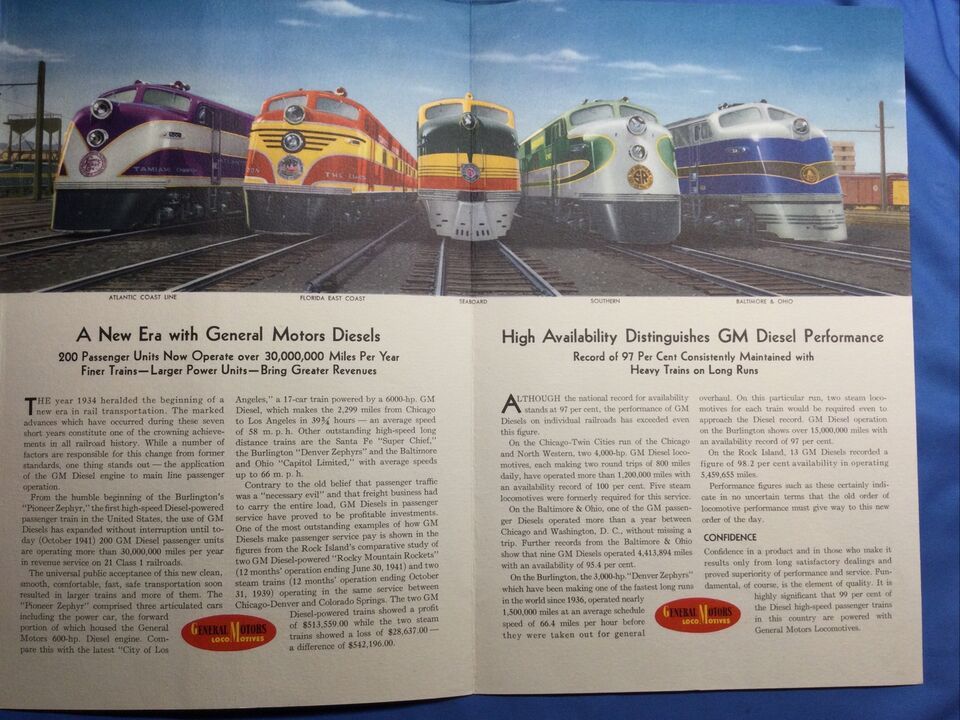 TAMIAMI
ATLANTIC
SR
ATLANTIC COAST LINE
FLORIDA EAST COAST
SEABOARD
SOUTHERN
BALTIMORE & OHIO
A New Era with General Motors Diesels
200 Passenger Units Now Operate over 30,000,000 Miles Per Year
Finer Trains—Larger Power Units—Bring Greater Revenues
THE year 1934 heralded the beginning of a
new era in rail transportation. The marked
advances which have occurred during these seven
short years constitute one of the crowning achieve-
ments in all railroad history. While a number of
factors are responsible for this change from former
standards, one thing stands out — the application
of the GM Diesel engine to main line passenger
operation.
From the humble beginning of the Burlington's
"Pioneer Zephyr," the first high-speed Diesel-powered
passenger train in the United States, the use of GM
Diesels has expanded without interruption until to-
day (October 1941) 200 GM Diesel passenger units
are operating more than 30,000,000 miles per year
in revenue service on 21 Class 1 railroads.
The universal public acceptance of this new clean,
smooth, comfortable, fast, safe transportation soon
resulted in larger trains and more of them. The
"Pioneer Zephyr" comprised three articulated cars
including the power car, the forward
portion of which housed the General
Motors 600-hp. Diesel engine. Com-
pare this with the latest "City of Los
Angeles," a 17-car train powered by a 6000-hp. GM
Diesel, which makes the 2,299 miles from Chicago
to Los Angeles in 39¾ hours — an average speed
of 58 m. p. h. Other outstanding high-speed long
distance trains are the Santa Fe "Super Chief,"
the Burlington "Denver Zephyrs" and the Baltimore
and Ohio "Capitol Limited," with average speeds
up to 66 m. p. h.
Contrary to the old belief that passenger traffic
was a "necessary evil" and that freight business had
to carry the entire load, GM Diesels in passenger
service have proved to be profitable investments.
One of the most outstanding examples of how GM
Diesels make passenger service pay is shown in the
figures from the Rock Island's comparative study of
two GM Diesel-powered "Rocky Mountain Rockets"
(12 months' operation ending June 30, 1941) and two
steam trains (12 months' operation ending October
31, 1939) operating in the same service between
Chicago-Denver and Colorado Springs. The two GM
Diesel-powered trains showed a profit
of $513,559.00 while the two steam
trains showed a loss of $28,637.00 —
a difference of $542,196.00.
GENERAL MOTORS
LOCOMOTIVES
High Availability Distinguishes GM Diesel Performance
Record of 97 Per Cent Consistently Maintained with
Heavy Trains on Long Runs
ALTHOUGH the national record for availability
stands at 97 per cent, the performance of GM
Diesels on individual railroads has exceeded even
this figure.
On the Chicago-Twin Cities run of the Chicago
and North Western, two 4,000-hp. GM Diesel loco-
motives, each making two round trips of 800 miles
daily, have operated more than 1,200,000 miles with
an availability record of 100 per cent. Five steam
locomotives were formerly required for this service.
On the Baltimore & Ohio, one of the GM passen-
ger Diesels operated more than a year between
Chicago and Washington, D. C., without missing a
trip. Further records from the Baltimore & Ohio
show that nine GM Diesels operated 4,413,894 miles
with an availability of 95.4 per cent.
On the Burlington, the 3,000-hp. "Denver Zephyrs"
which have been making one of the fastest long runs
in the world since 1936, operated nearly
1,500,000 miles at an average schedule
speed of 66.4 miles per hour before
they were taken out for general
overhaul. On this particular run, two steam loco-
motives for each train would be required even to
approach the Diesel record. GM Diesel operation
on the Burlington shows over 15,000,000 miles with
an availability record of 97 per cent.
On the Rock Island, 13 GM Diesels recorded a
figure of 98.2 per cent availability in operating
5,459,655 miles.
Performance figures such as these certainly indi-
cate in no uncertain terms that the old order of
locomotive performance must give way to this new
order of the day.
CONFIDENCE
Confidence in a product and in those who make it
results only from long satisfactory dealings and
proved superiority of performance and service. Fun-
damental, of course, is the element of quality. It is
highly significant that 99 per cent of
the Diesel high-speed passenger trains
in this country are powered with
General Motors Locomotives.
GENERAL MOTORS
LOCOMOTIVES